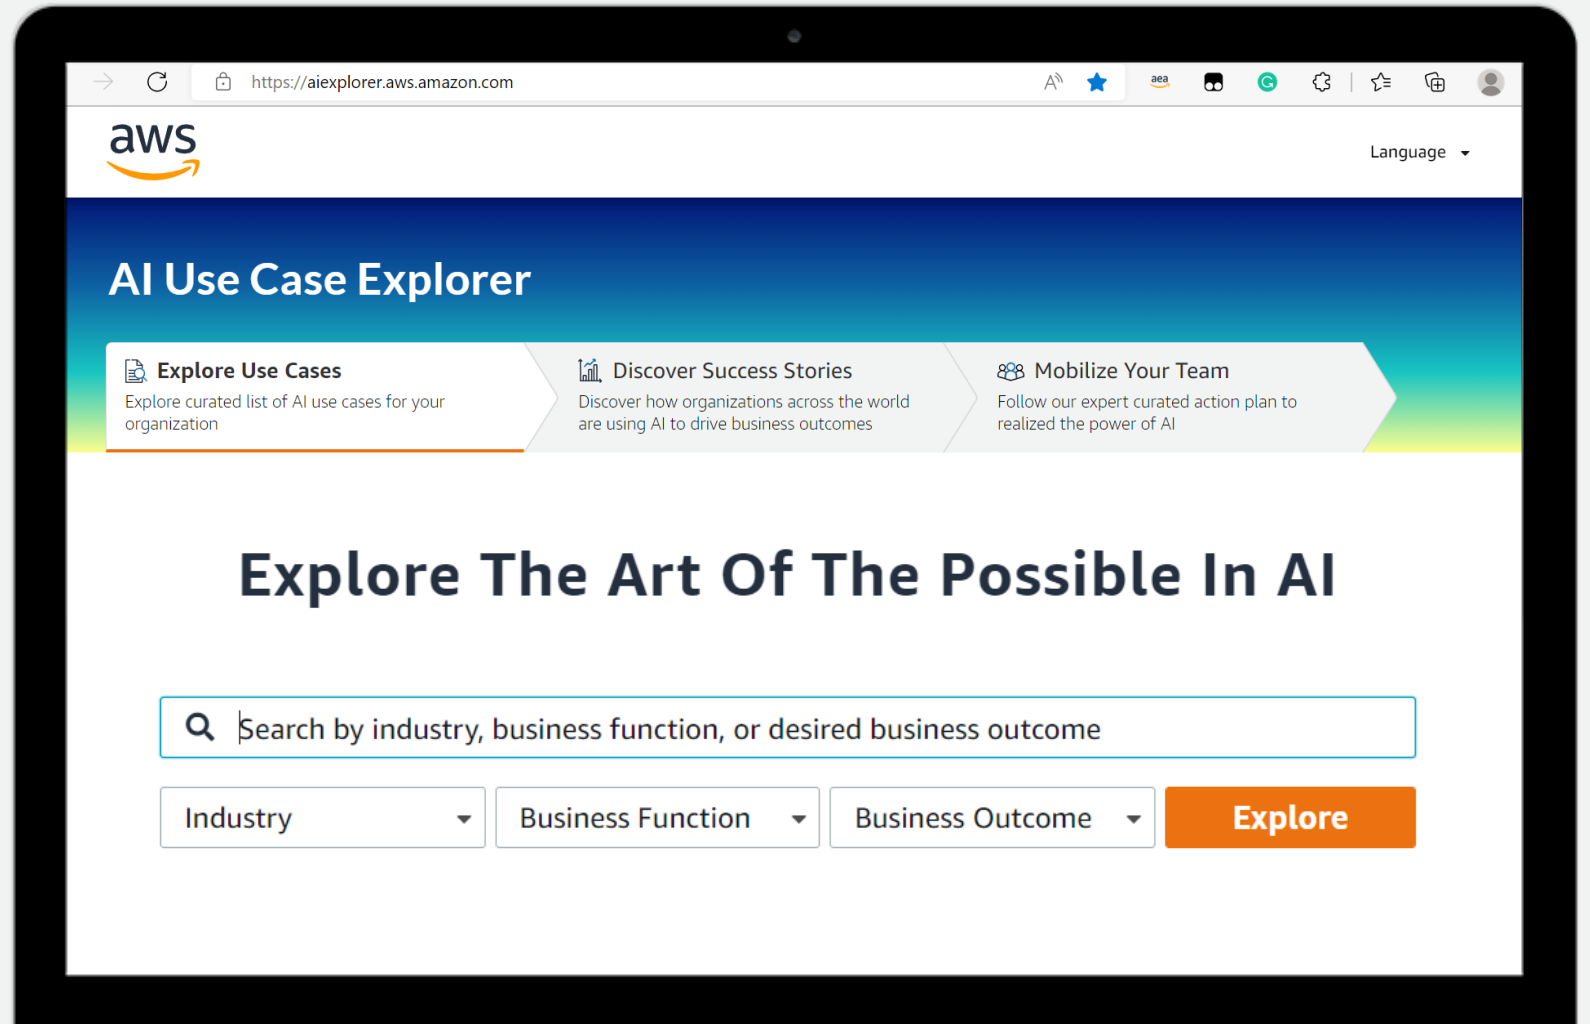 https://aiexplorer.aws.amazon.com
A
aea
G
aws
Language
AI Use Case Explorer
Explore Use Cases
Explore curated list of AI use cases for your
organization
Discover Success Stories
Discover how organizations across the world
are using AI to drive business outcomes
Mobilize Your Team
Follow our expert curated action plan to
realized the power of AI
Explore The Art Of The Possible In AI
Search by industry, business function, or desired business outcome
Industry
Business Function
Business Outcome
Explore